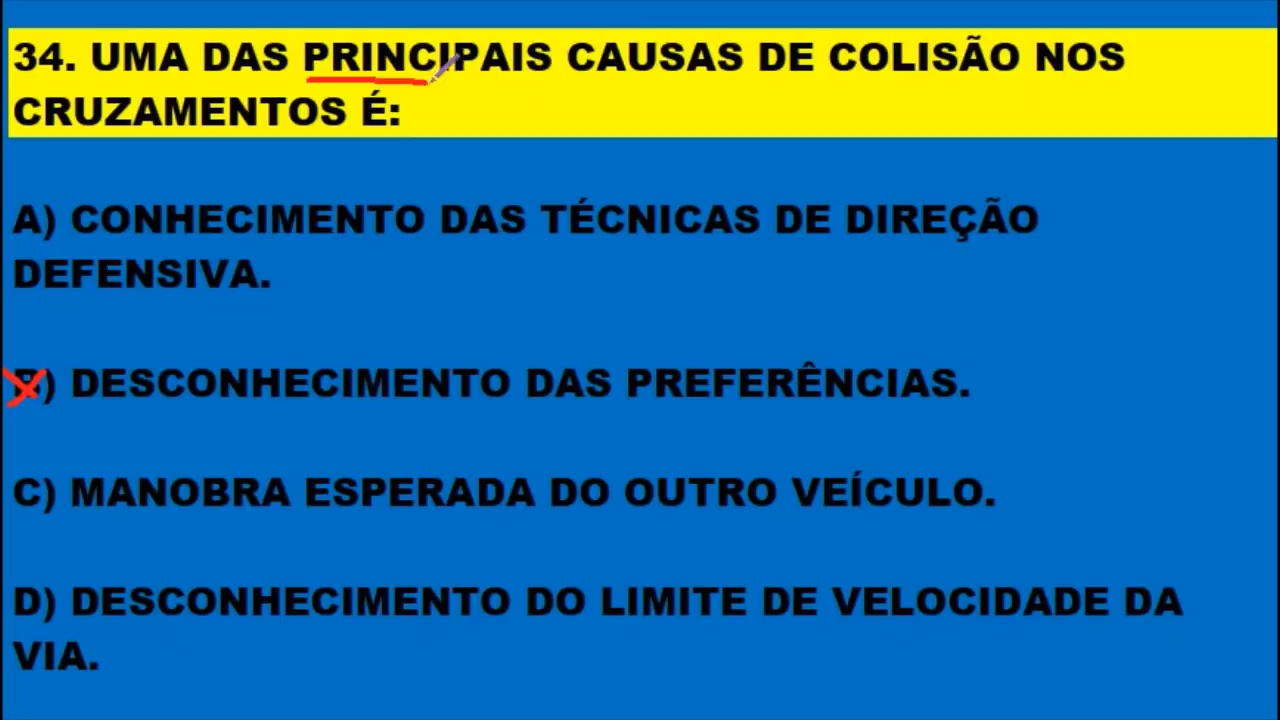 34. UMA DAS PRINCIPAIS CAUSAS DE COLISÃO NOS
CRUZAMENTOS É:
A) CONHECIMENTO DAS TÉCNICAS DE DIREÇÃO
DEFENSIVA.
B) DESCONHECIMENTO DAS PREFERÊNCIAS.
C) MANOBRA ESPERADA DO OUTRO VEÍCULO.
D) DESCONHECIMENTO DO LIMITE DE VELOCIDADE DA
VIA.